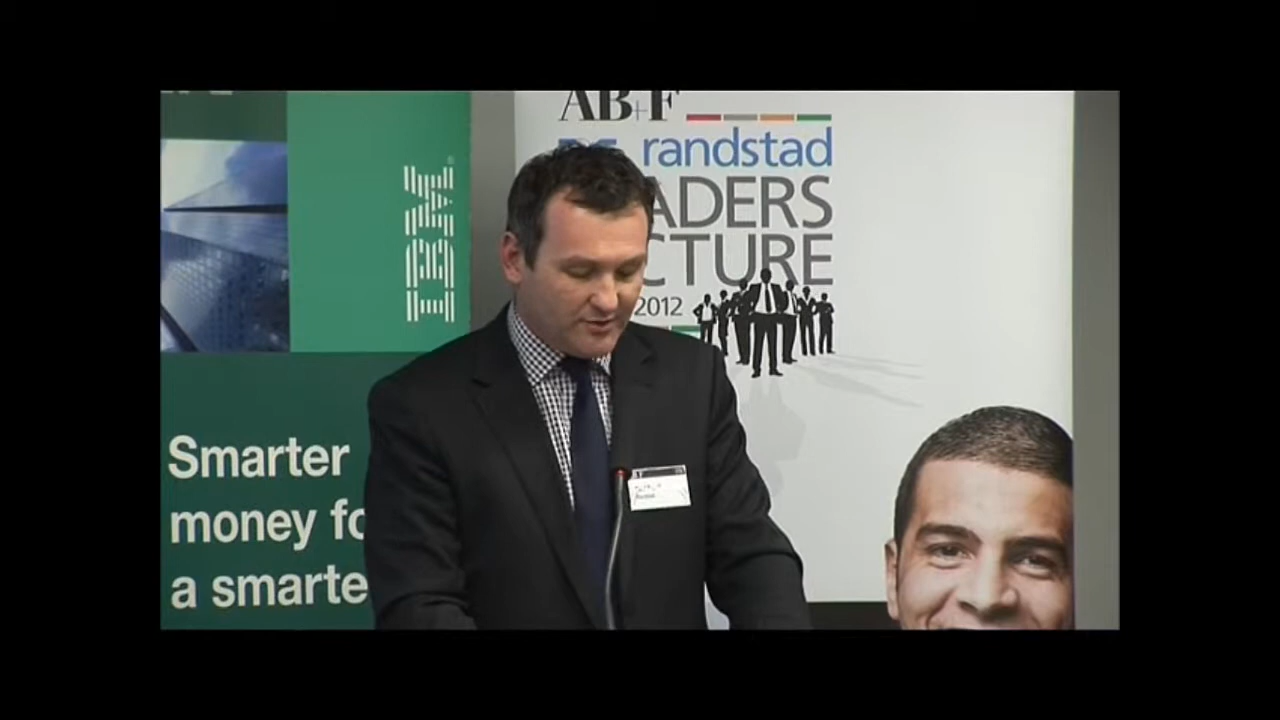 IBM
Smarter
money fo
a smarte
AB+F
randstad
ADERS
CTURE
2012